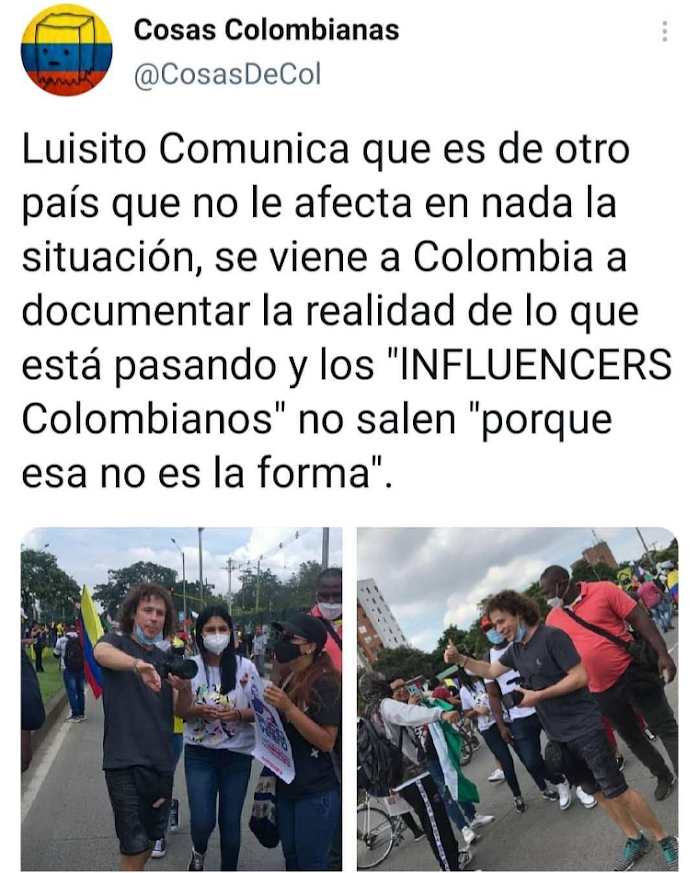 Cosas Colombianas
@CosasDeCol
Luisito Comunica que es de otro
país que no le afecta en nada la
situación, se viene a Colombia a
documentar la realidad de lo que
está pasando y los "INFLUENCERS
Colombianos" no salen "porque
esa no es la forma".